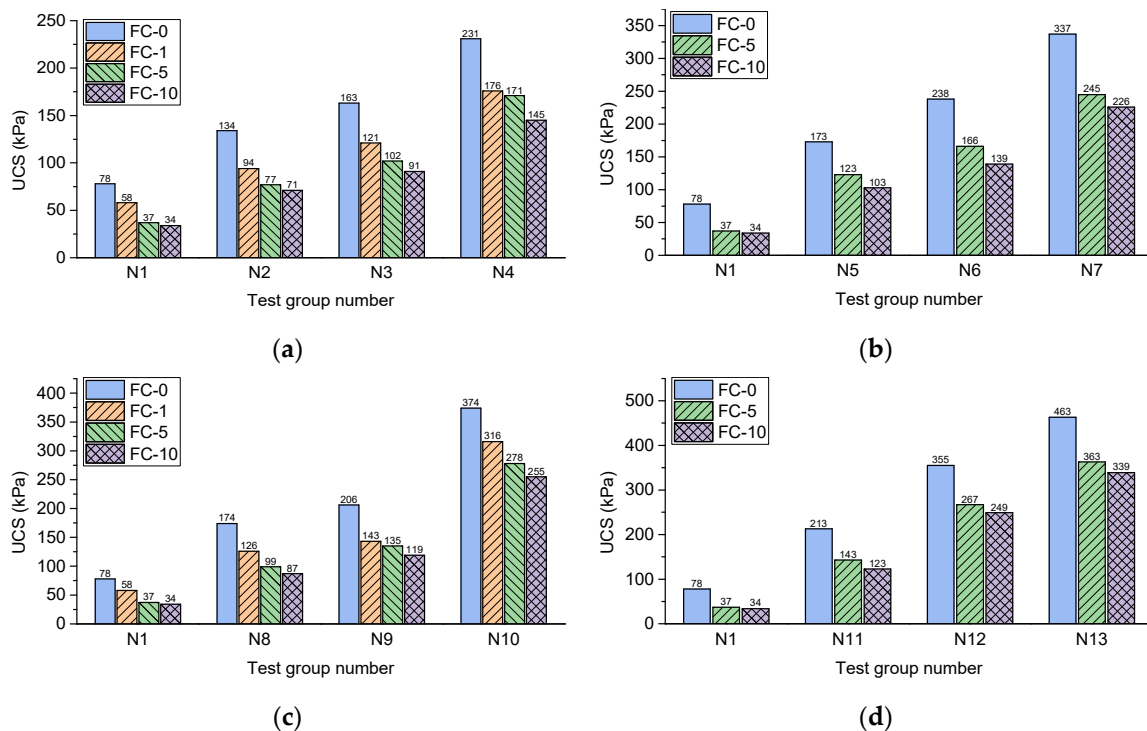 FC-0
FC-1
FC-5
FC-10
UCS (kPa)
250
200
150
100
50
0
78
58
37
34
134
94
77
71
163
121
102
91
231
176
171
145
N1 N2 N3 N4
Test group number
(a)
FC-0
FC-5
FC-10
UCS (kPa)
350
300
250
200
150
100
50
0
78
37
34
173
123
103
238
166
139
337
245
226
N1 N5 N6 N7
Test group number
(b)
FC-0
FC-1
FC-5
FC-10
UCS (kPa)
400
350
300
250
200
150
100
50
0
78
58
37
34
174
126
99
87
206
143
135
119
374
316
278
255
N1 N8 N9 N10
Test group number
(c)
FC-0
FC-5
FC-10
UCS (kPa)
500
400
300
200
100
0
78
37
34
213
143
123
355
267
249
463
363
339
N1 N11 N12 N13
Test group number
(d)